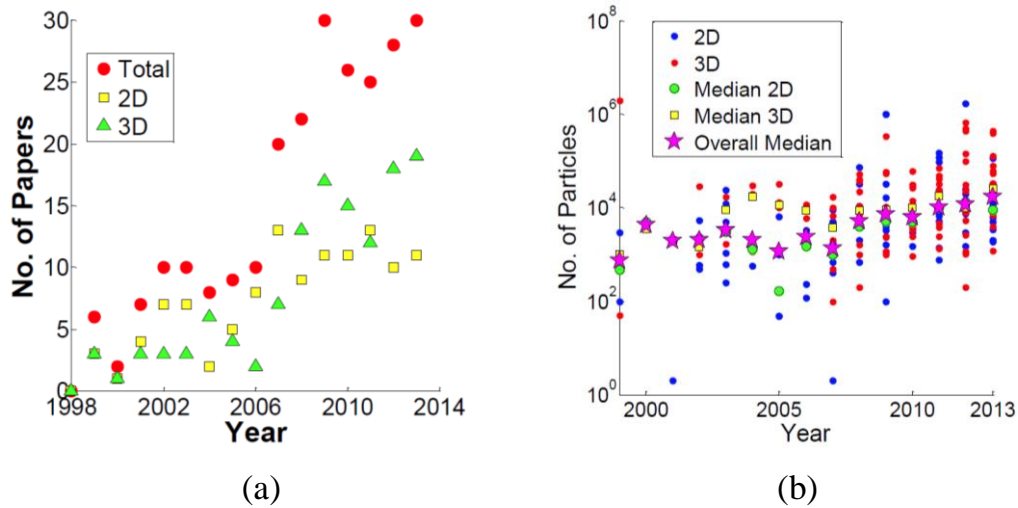 30
25
20
15
10
5
0
No. of Papers
Total
2D
3D
1998
2002
2006
2010
2014
Year
(a)
10^8
10^6
10^4
10^2
10^0
No. of Particles
2D
3D
Median 2D
Median 3D
Overall Median
2000
2005
2010
2013
Year
(b)